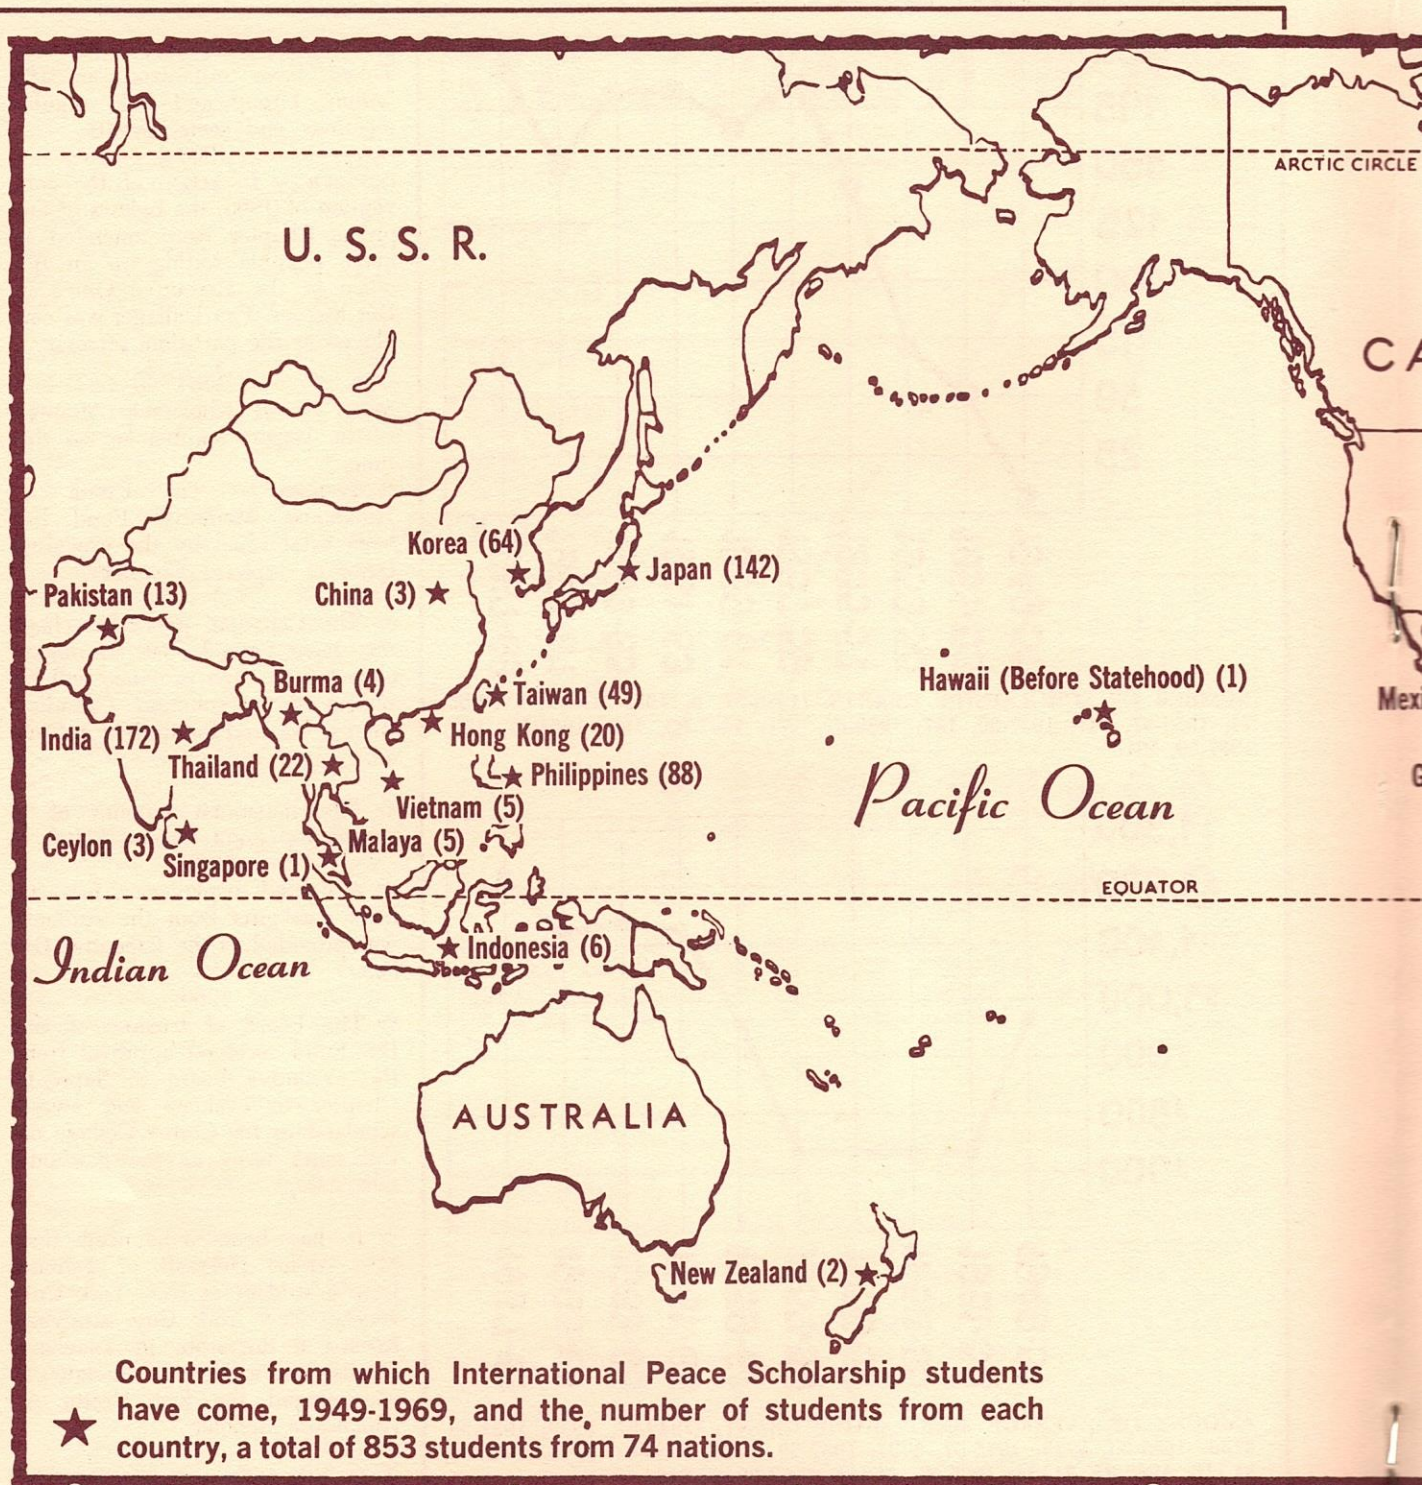 ARCTIC CIRCLE
U. S. S. R.
CA
Korea (64)
Japan (142)
China (3)
Pakistan (13)
Hawaii (Before Statehood) (1)
Burma (4)
Taiwan (49)
Mexi
India (172)
Hong Kong (20)
Thailand (22)
Philippines (88)
G
Pacific Ocean
Vietnam (5)
Malaya (5)
Ceylon (3)
Singapore (1)
EQUATOR
Indonesia (6)
Indian Ocean
AUSTRALIA
New Zealand (2)
Countries from which International Peace Scholarship students
have come, 1949-1969, and the number of students from each
country, a total of 853 students from 74 nations.